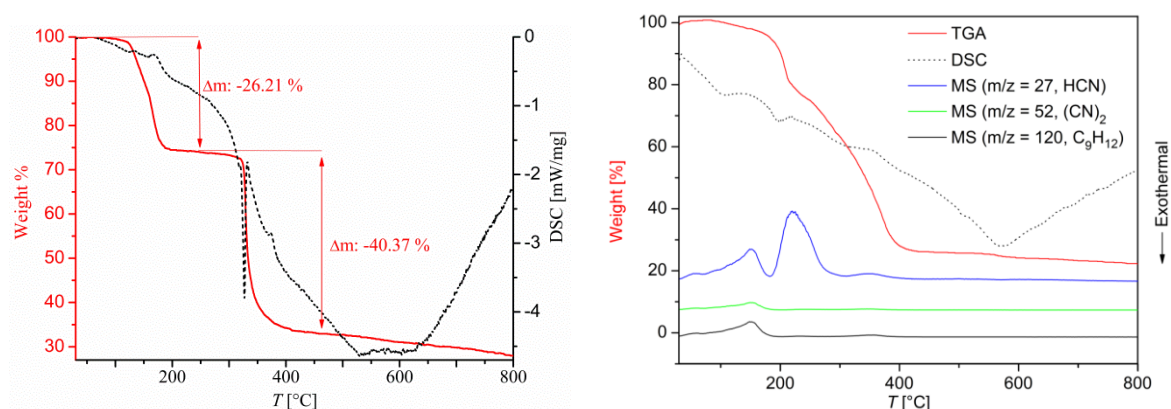 100
90
80
70
60
50
40
30
Weight %
Δm: -26.21 %
Δm: -40.37 %
0
-1
-2
-3
-4
DSC [mW/mg]
200
400
600
800
T [°C]
100
80
60
40
20
0
Weight [%]
TGA
DSC
MS (m/z = 27, HCN)
MS (m/z = 52, (CN)2
MS (m/z = 120, C9H12)
Exothermal
200
400
600
800
T [°C]